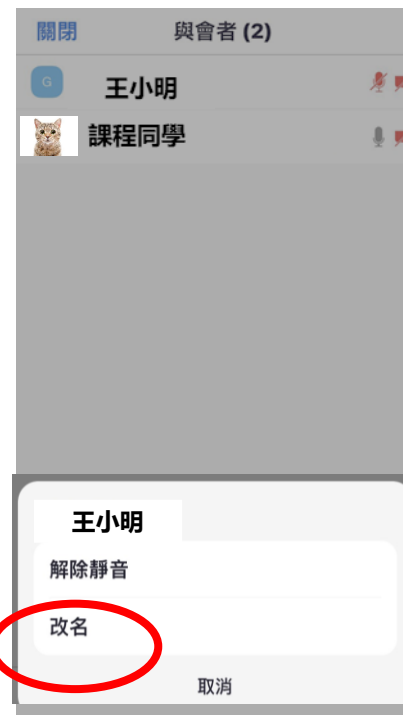 關閉 與會者 (2)
G 王小明
課程同學
王小明
解除靜音
改名
取消